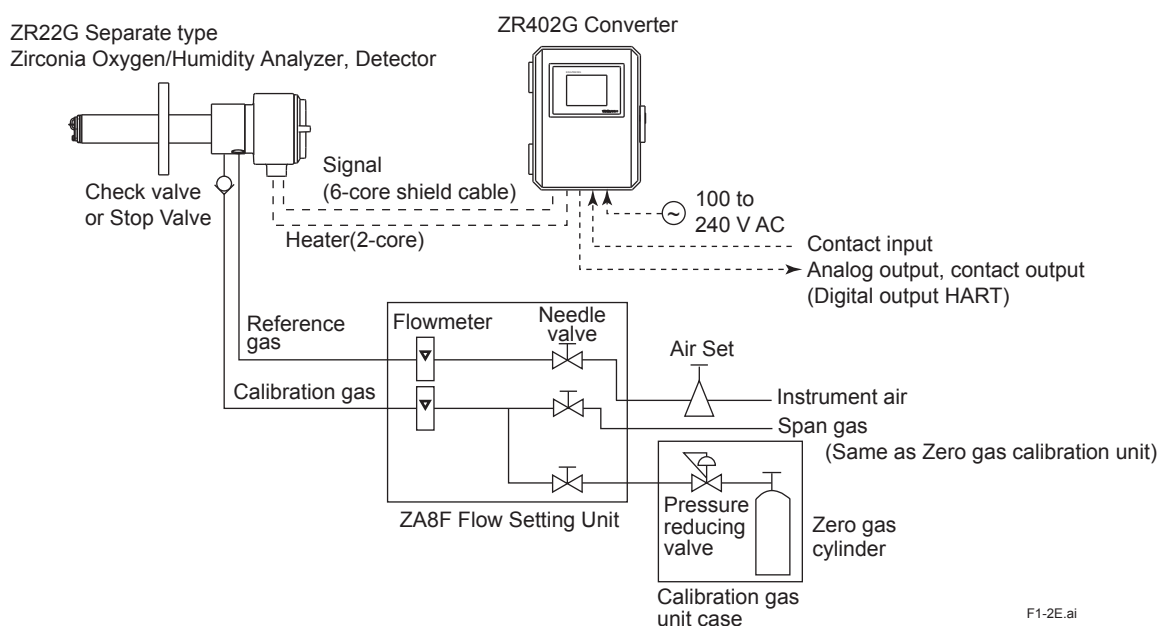 ZR402G Converter
ZR22G Separate type
Zirconia Oxygen/Humidity Analyzer, Detector
Signal
(6-core shield cable)
Check valve
or Stop Valve
100 to
240 V AC
Heater(2-core)
Contact input
Analog output, contact output
(Digital output HART)
Reference
gas
Flowmeter
Needle
valve
Air Set
Calibration gas
Instrument air
Span gas
(Same as Zero gas calibration unit)
Pressure
reducing
valve
ZA8F Flow Setting Unit
Zero gas
cylinder
Calibration gas
unit case
F1-2E.ai